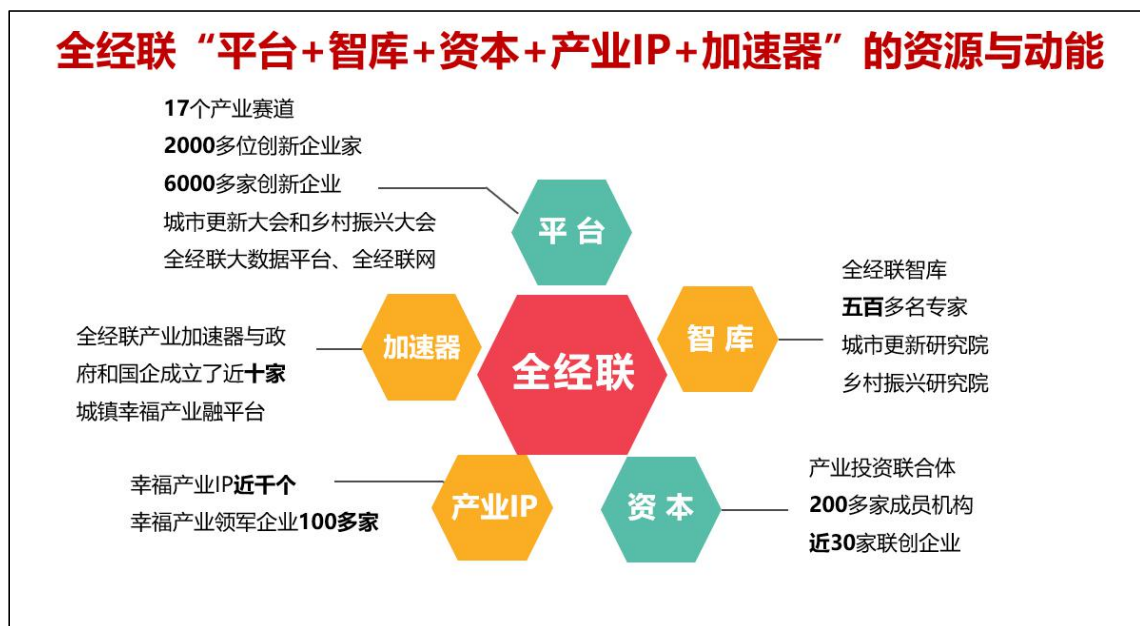 全经联“平台+智库+资本+产业IP+加速器”的资源与动能
17个产业赛道
2000多位创新企业家
6000多家创新企业
城市更新大会和乡村振兴大会
全经联大数据平台、全经联网
平 台
全经联智库
五百多名专家
城市更新研究院
乡村振兴研究院
智 库
全经联产业加速器与政
府和国企成立了近十家
城镇幸福产业融平台
加速器
全经联
幸福产业IP近千个
幸福产业领军企业100多家
产业IP
资 本
产业投资联合体
200多家成员机构
近30家联创企业